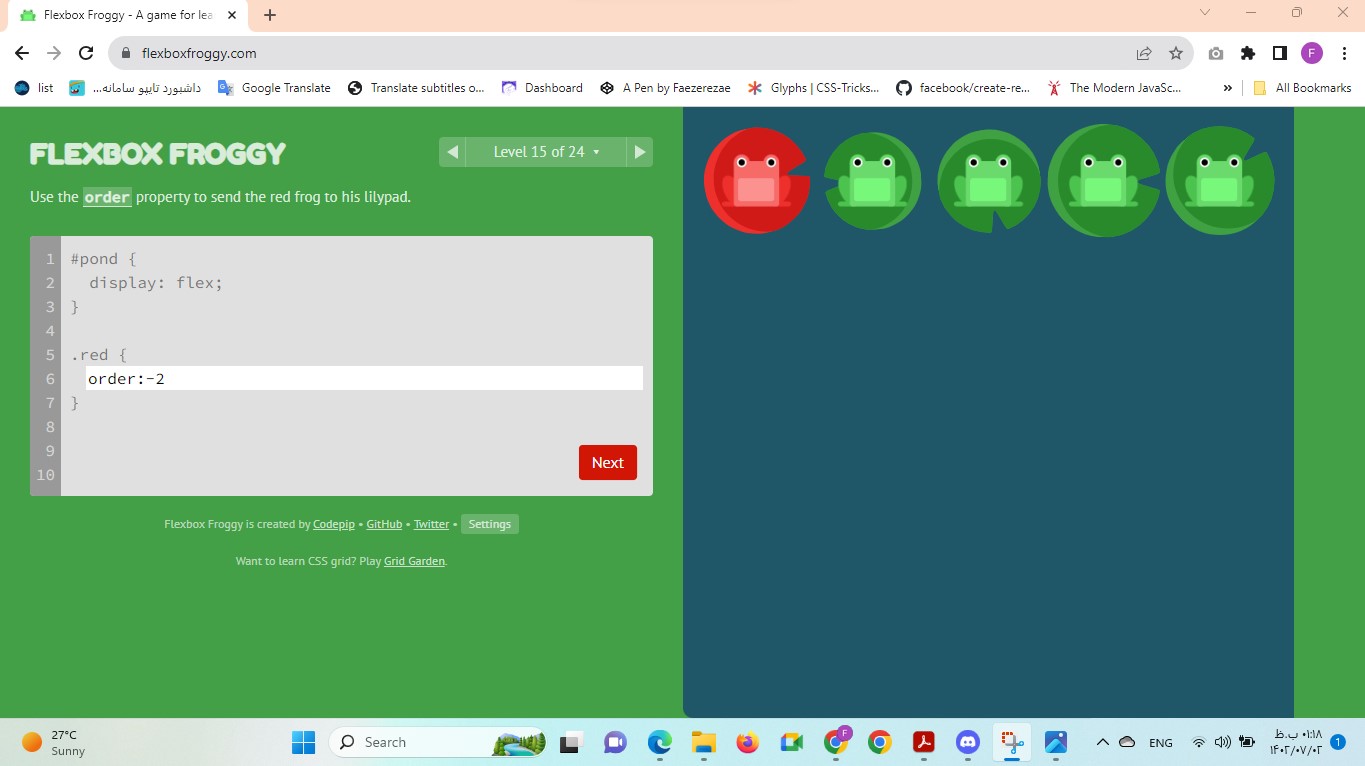 Flexbox Froggy - A game for lea
flexboxfroggy.com
F
list
داشبورد تایپو سامانه...
Google Translate
Translate subtitles o...
Dashboard
A Pen by Faezerezae
Glyphs | CSS-Tricks...
facebook/create-re...
The Modern JavaSc...
»
All Bookmarks
FLEXBOX FROGGY
Level 15 of 24
Use the order property to send the red frog to his lilypad.
1 #pond {
2 display: flex;
3 }
4
5 .red {
6 order:-2
7 }
8
9
10
Next
Flexbox Froggy is created by Codepip • GitHub • Twitter • Settings
Want to learn CSS grid? Play Grid Garden.
27°C
Sunny
Search
F
ENG
۰۱:۱۸ ب.ظ
۱۴۰۲/۰۷/۰۲
1